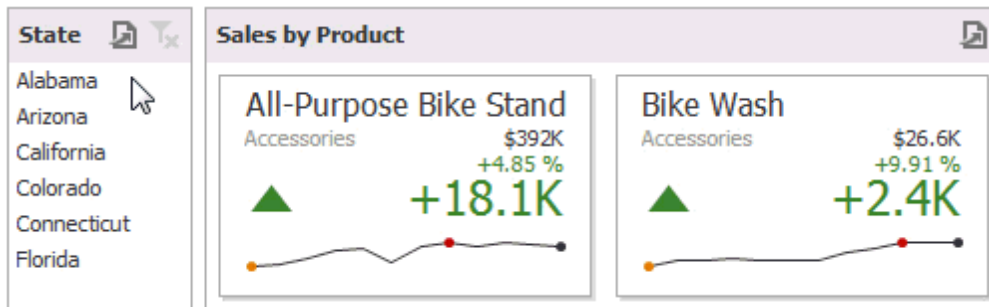 State
Alabama
Arizona
California
Colorado
Connecticut
Florida
Sales by Product
All-Purpose Bike Stand
Accessories $392K
+4.85 %
+18.1K
Bike Wash
Accessories $26.6K
+9.91 %
+2.4K